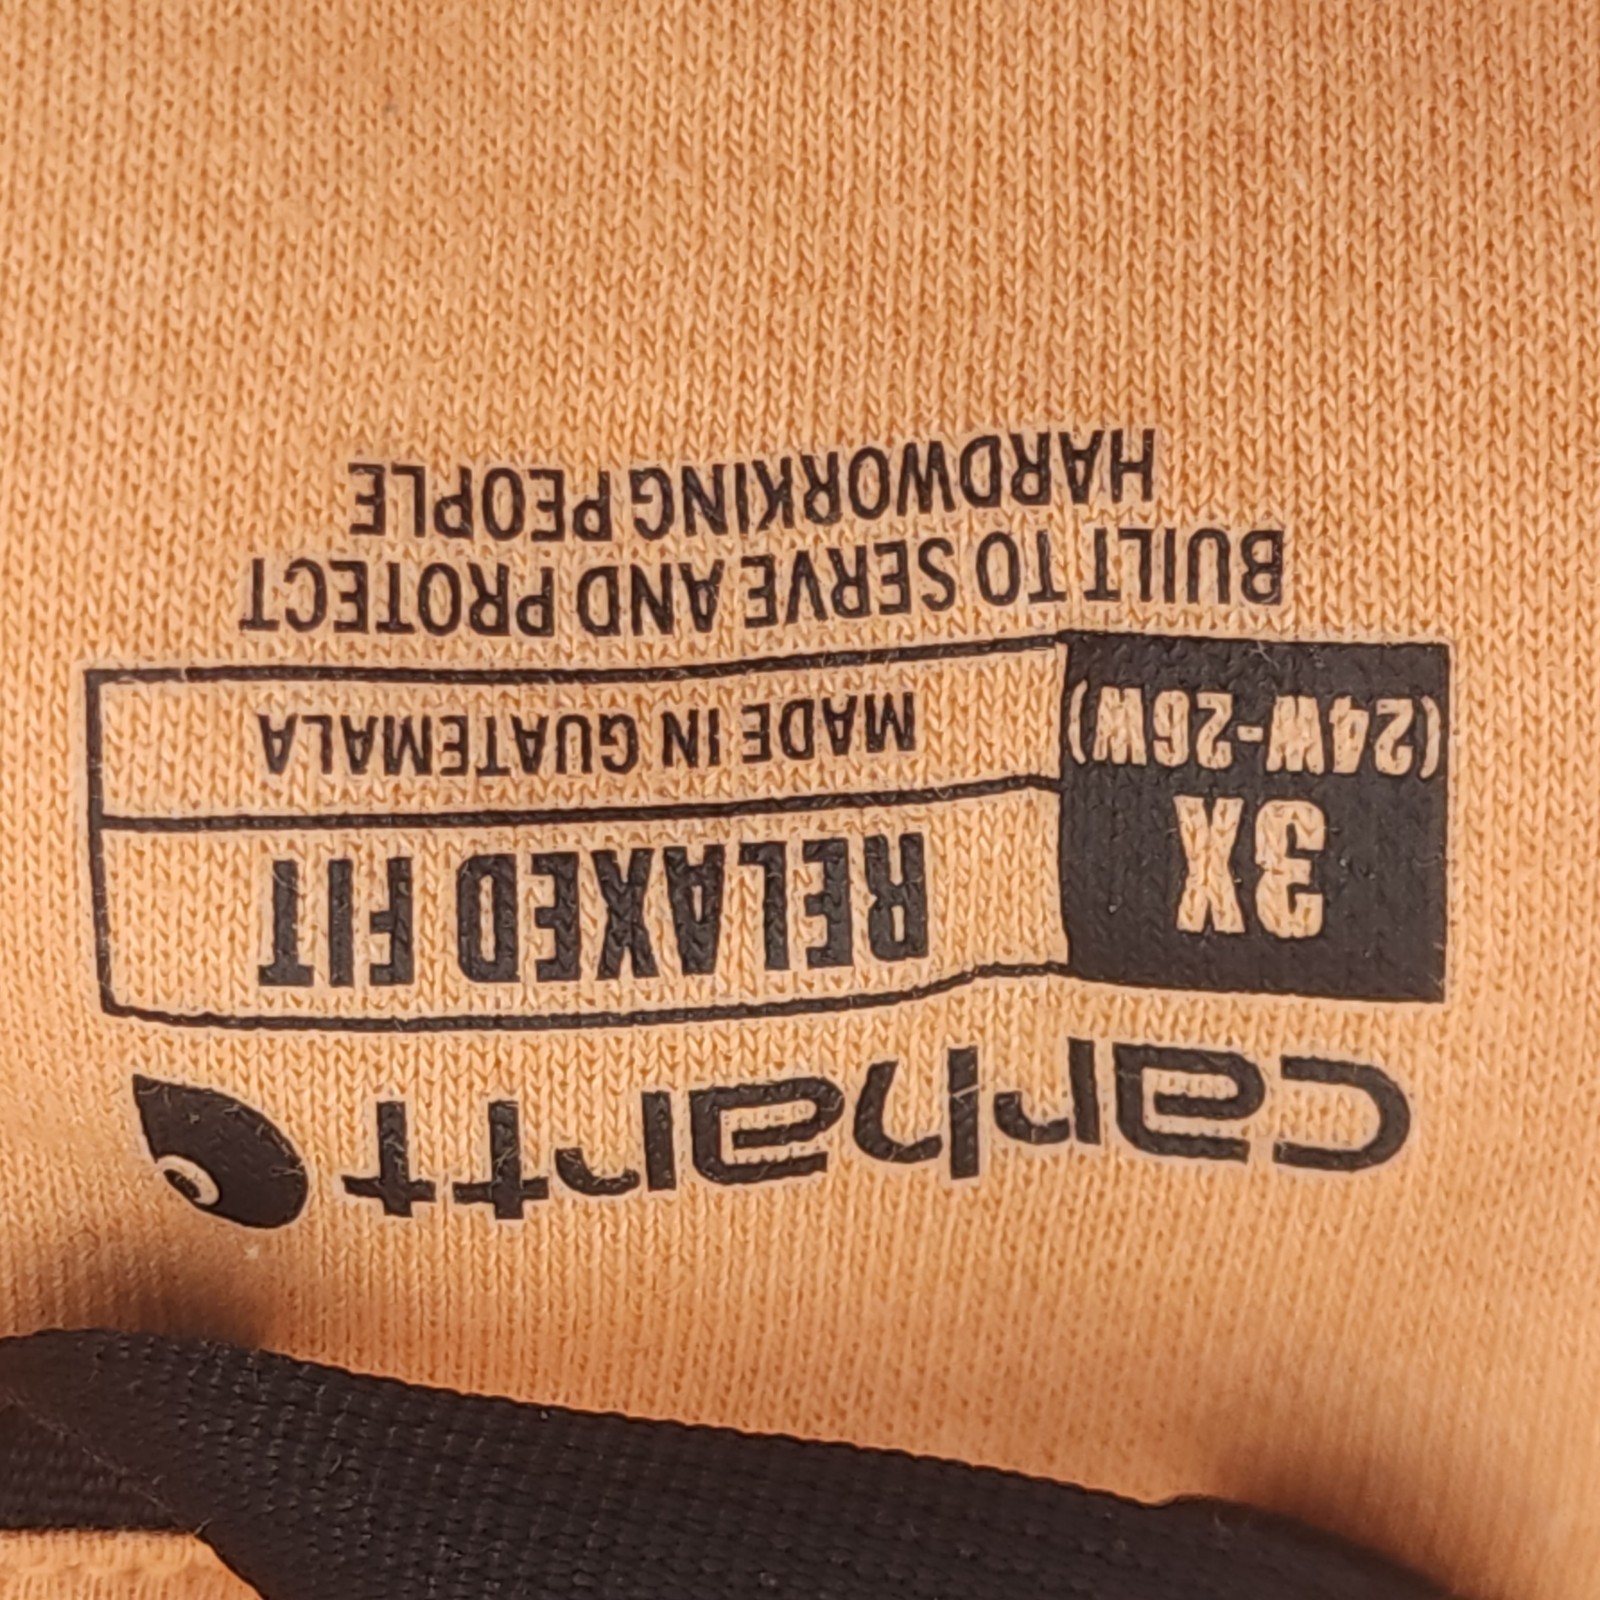 carhartt
3X
(24W-26W)
RELAXED FIT
MADE IN GUATEMALA
BUILT TO SERVE AND PROTECT
HARDWORKING PEOPLE